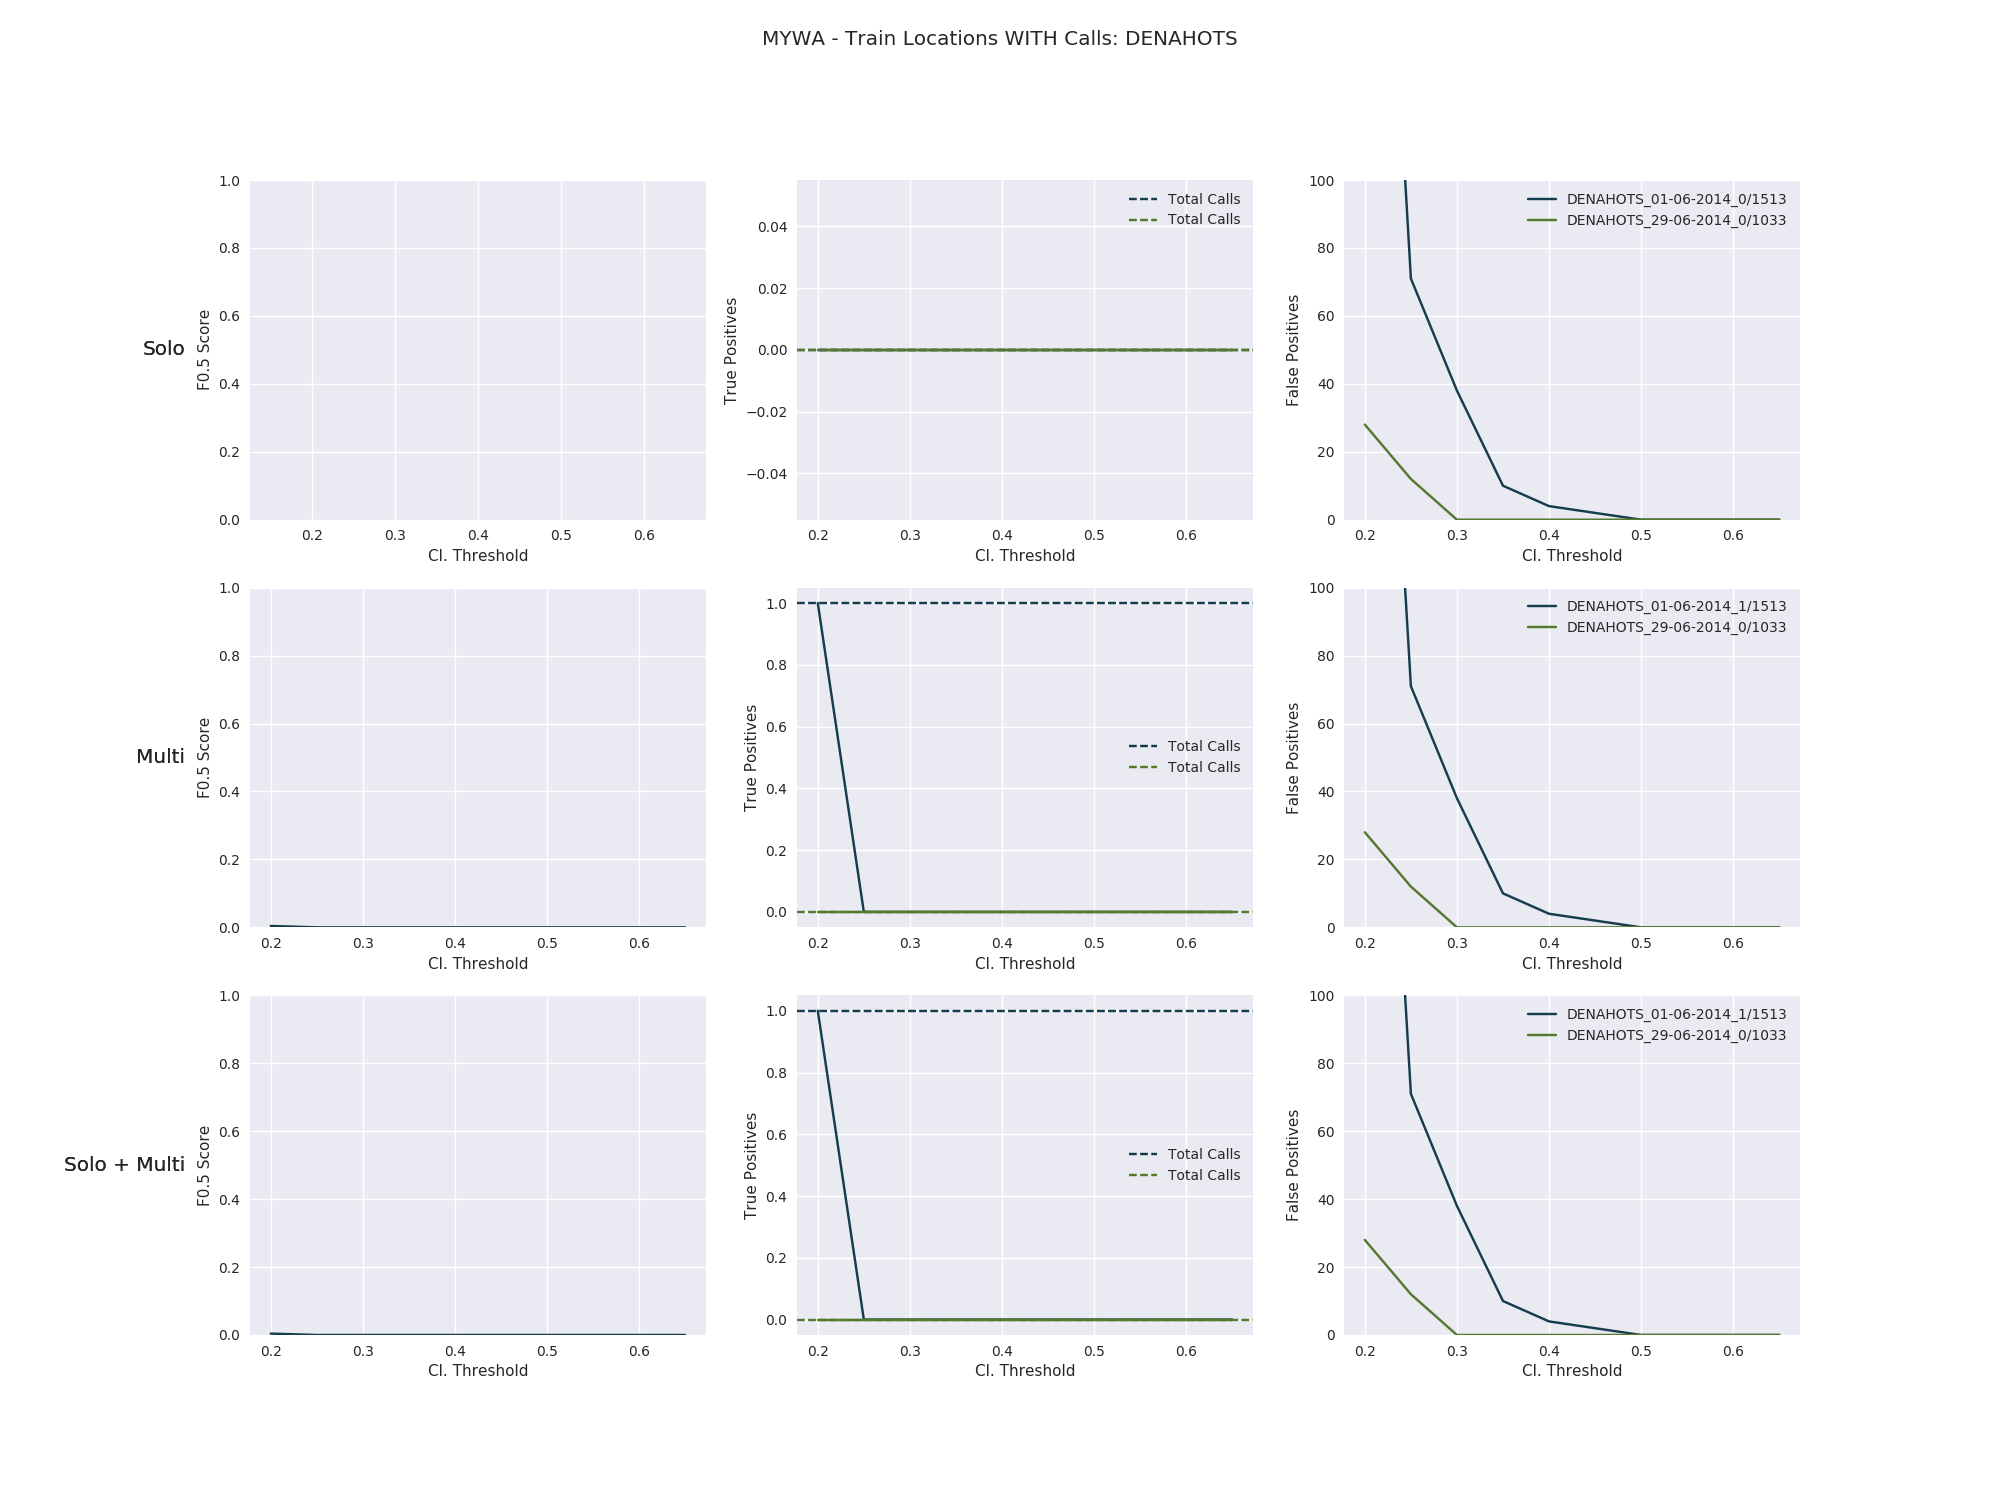 MYWA - Train Locations WITH Calls: DENAHOTS
Solo
F0.5 Score
1.0
0.8
0.6
0.4
0.2
0.0
0.2 0.3 0.4 0.5 0.6
Cl. Threshold
True Positives
0.04
0.02
0.00
−0.02
−0.04
Total Calls
Total Calls
0.2 0.3 0.4 0.5 0.6
Cl. Threshold
False Positives
100
80
60
40
20
0
DENAHOTS_01-06-2014_0/1513
DENAHOTS_29-06-2014_0/1033
0.2 0.3 0.4 0.5 0.6
Cl. Threshold
Multi
F0.5 Score
1.0
0.8
0.6
0.4
0.2
0.0
0.2 0.3 0.4 0.5 0.6
Cl. Threshold
True Positives
1.0
0.8
0.6
0.4
0.2
0.0
Total Calls
Total Calls
0.2 0.3 0.4 0.5 0.6
Cl. Threshold
False Positives
100
80
60
40
20
0
DENAHOTS_01-06-2014_1/1513
DENAHOTS_29-06-2014_0/1033
0.2 0.3 0.4 0.5 0.6
Cl. Threshold
Solo + Multi
F0.5 Score
1.0
0.8
0.6
0.4
0.2
0.0
0.2 0.3 0.4 0.5 0.6
Cl. Threshold
True Positives
1.0
0.8
0.6
0.4
0.2
0.0
Total Calls
Total Calls
0.2 0.3 0.4 0.5 0.6
Cl. Threshold
False Positives
100
80
60
40
20
0
DENAHOTS_01-06-2014_1/1513
DENAHOTS_29-06-2014_0/1033
0.2 0.3 0.4 0.5 0.6
Cl. Threshold